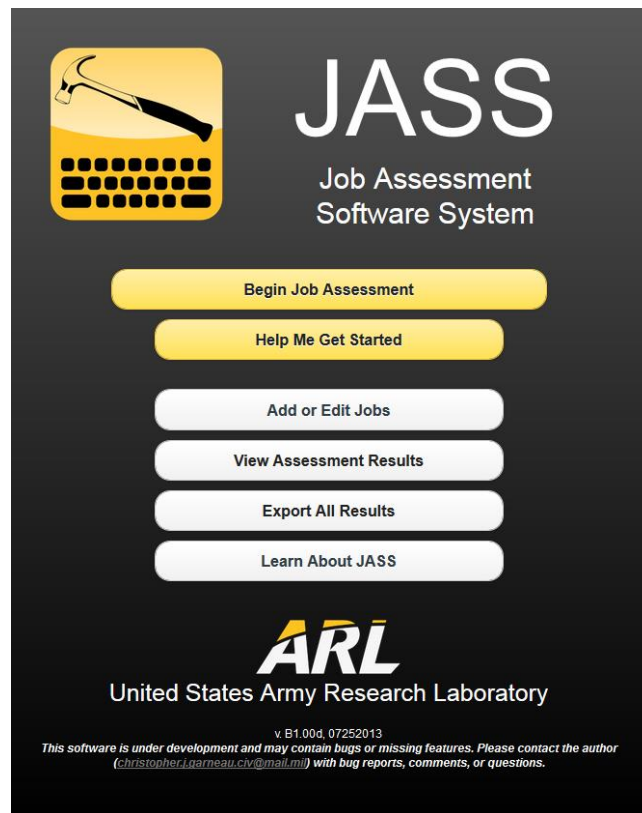 JASS
Job Assessment
Software System
Begin Job Assessment
Help Me Get Started
Add or Edit Jobs
View Assessment Results
Export All Results
Learn About JASS
ARL
United States Army Research Laboratory
v. B1.00d, 07252013
This software is under development and may contain bugs or missing features. Please contact the author
(christopher.j.garneau.civ@mail.mil) with bug reports, comments, or questions.